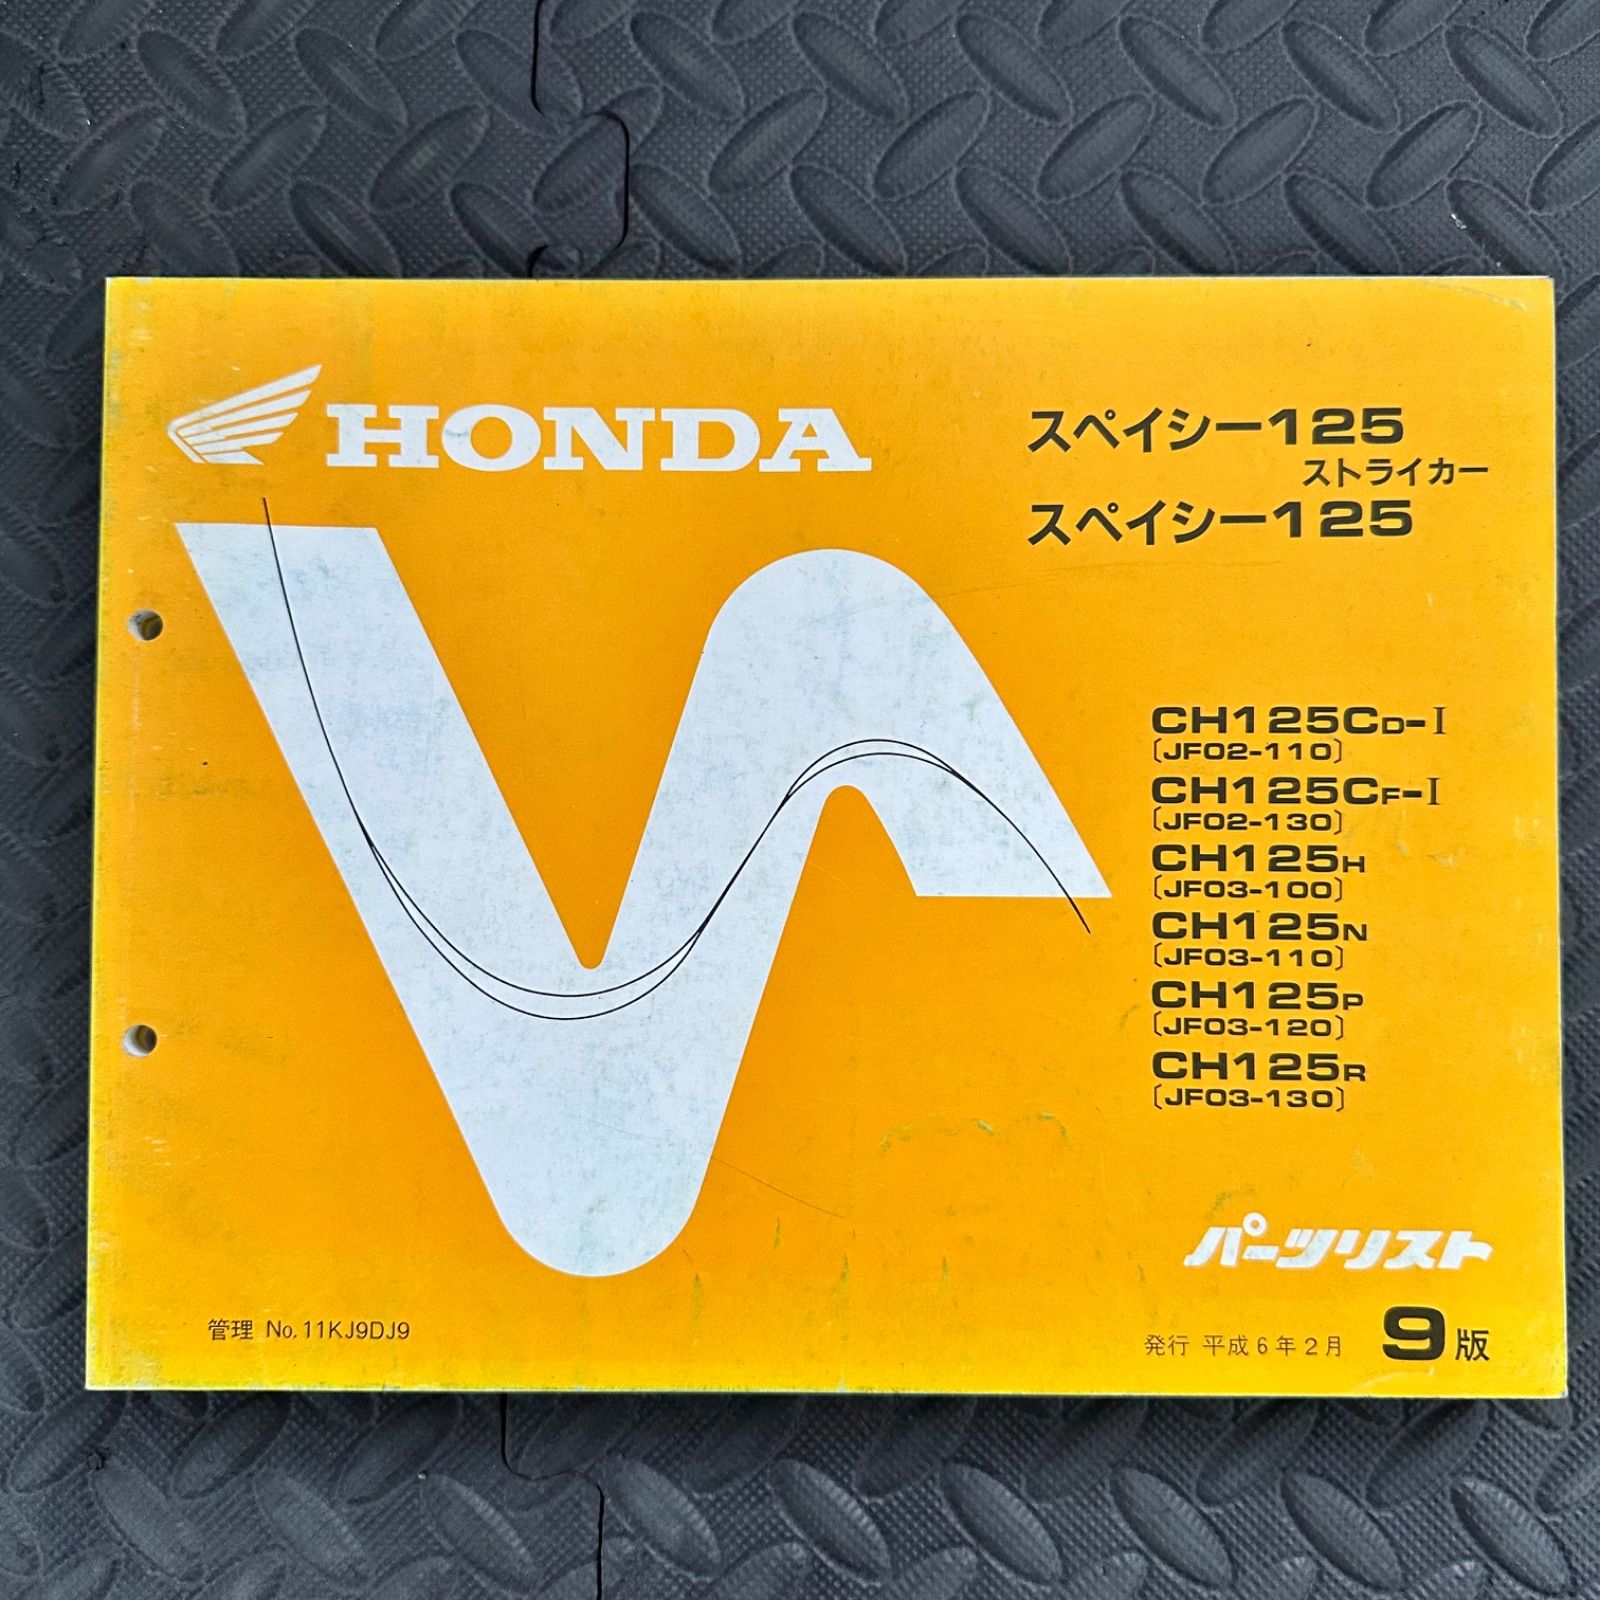 HONDA
スペイシー125
ストライカー
スペイシー125
CH125CD-I
〔JF02-110〕
CH125CF-I
〔JF02-130〕
CH125H
〔JF03-100〕
CH125N
〔JF03-110〕
CH125P
〔JF03-120〕
CH125R
〔JF03-130〕
パーツリスト
管理 No. 11KJ9DJ9
発行 平成6年2月 9版